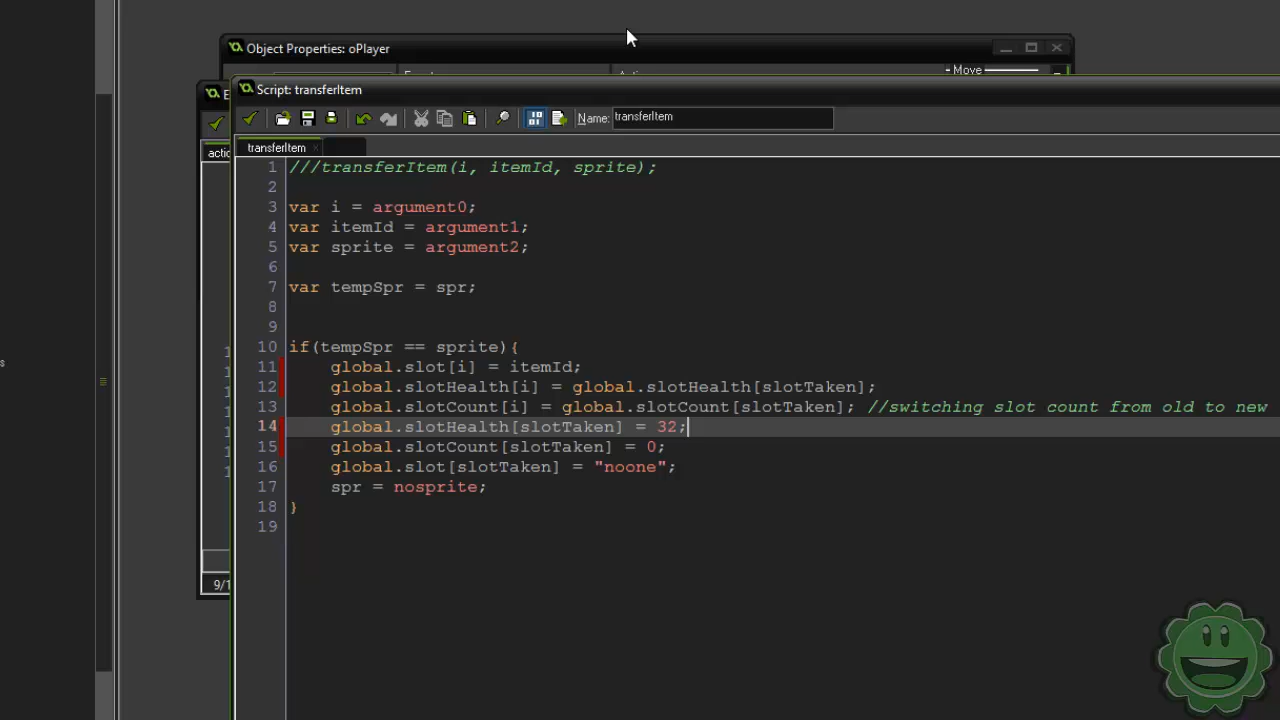 Object Properties: oPlayer
Move
Script: transferItem
Name: transferItem
actio
transferItem
1 ///transferItem(i, itemId, sprite);
2
3 var i = argument0;
4 var itemId = argument1;
5 var sprite = argument2;
6
7 var tempSpr = spr;
8
9
10 if(tempSpr == sprite){
11 global.slot[i] = itemId;
12 global.slotHealth[i] = global.slotHealth[slotTaken];
13 global.slotCount[i] = global.slotCount[slotTaken]; //switching slot count from old to new
14 global.slotHealth[slotTaken] = 32;
15 global.slotCount[slotTaken] = 0;
16 global.slot[slotTaken] = "noone";
17 spr = nosprite;
18 }
19
9/1